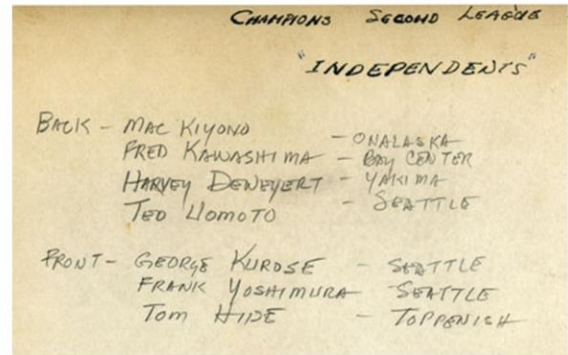 CHAMPIONS SECOND LEAGUE
"INDEPENDENTS"
BACK - MAC KIYONO - ONALASKA
FRED KAWASHIMA - BAY CENTER
HARVEY DEWEYERT - YAKIMA
TED UOMOTO - SEATTLE
FRONT - GEORGE KUROSE - SEATTLE
FRANK YOSHIMURA SEATTLE
TOM HIDE - TOPPENISH